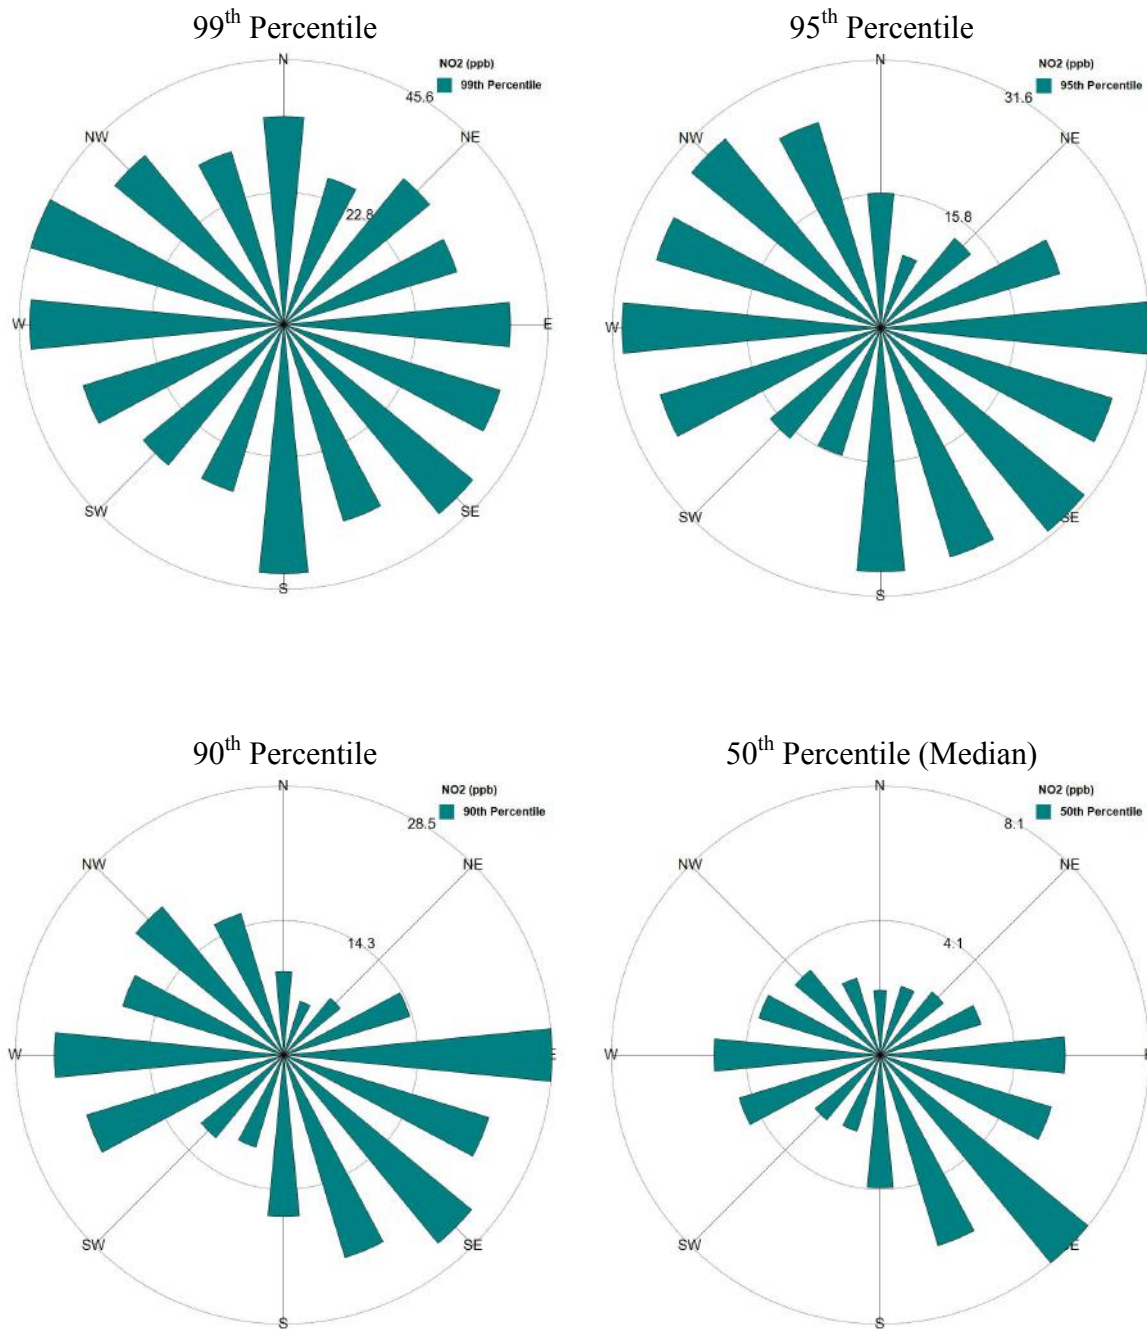 99th Percentile
N
NO2 (ppb)
99th Percentile
45.6
NW
NE
22.8
W
E
SW
SE
S
95th Percentile
N
NO2 (ppb)
95th Percentile
31.6
NW
NE
15.8
W
SW
SE
S
90th Percentile
N
NO2 (ppb)
90th Percentile
28.5
NW
NE
14.3
W
E
SW
SE
S
50th Percentile (Median)
N
NO2 (ppb)
50th Percentile
8.1
NW
NE
4.1
W
E
SW
SE
S